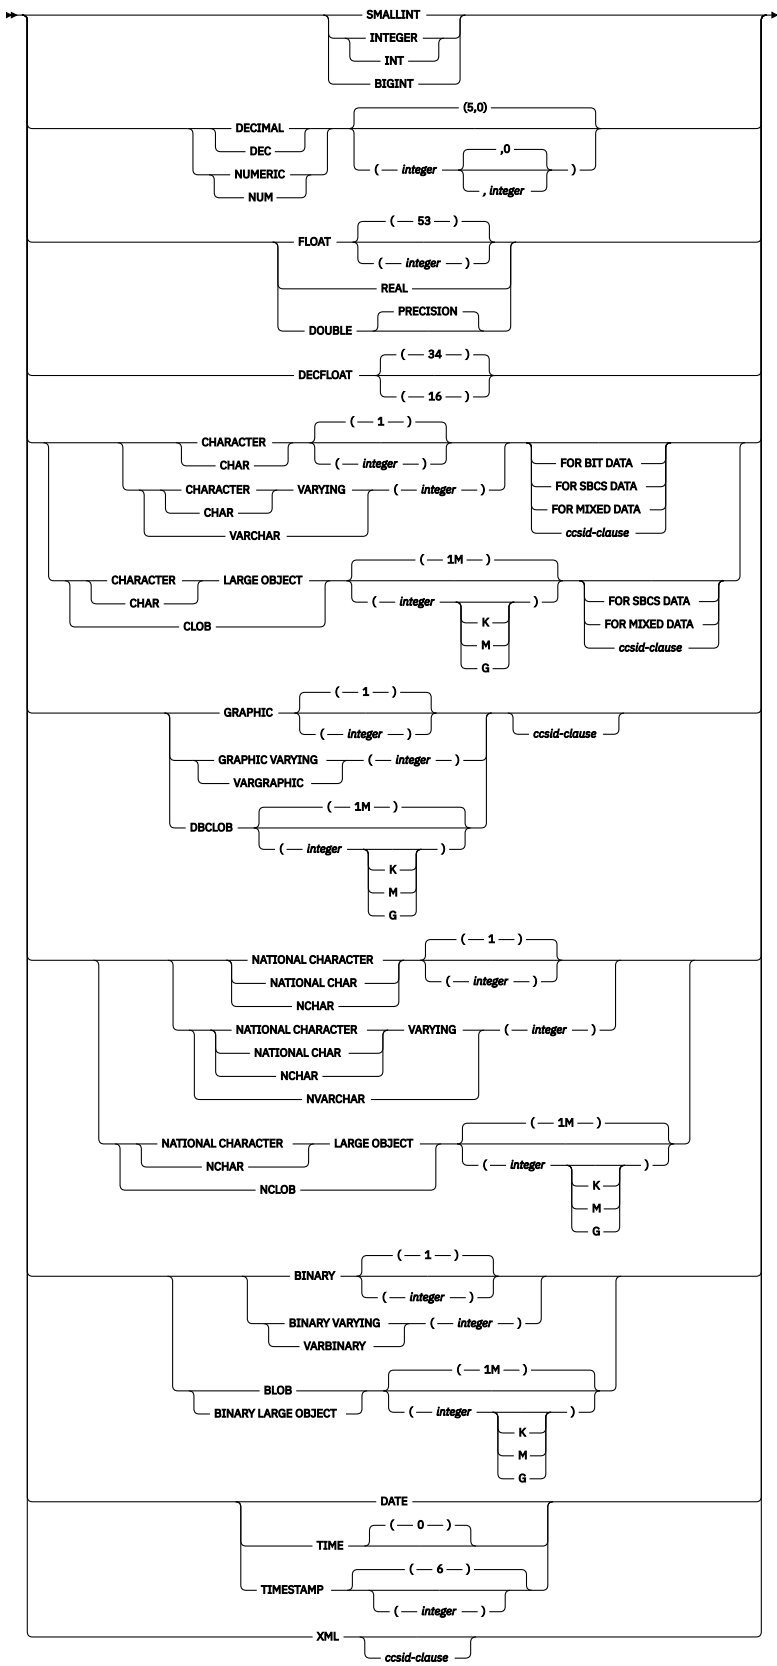 SMALLINT
INTEGER
INT
BIGINT
(5,0)
DECIMAL
DEC
,0
NUMERIC
( integer )
NUM
, integer
( 53 )
FLOAT
( integer )
REAL
PRECISION
DOUBLE
( 34 )
DECFLOAT
( 16 )
( 1 )
CHARACTER
CHAR
( integer )
FOR BIT DATA
CHARACTER VARYING ( integer )
FOR SBCS DATA
CHAR
FOR MIXED DATA
VARCHAR
ccsid-clause
( 1M )
CHARACTER LARGE OBJECT
CHAR
( integer )
FOR SBCS DATA
CLOB
K
FOR MIXED DATA
M
ccsid-clause
G
( 1 )
GRAPHIC
( integer )
ccsid-clause
GRAPHIC VARYING ( integer )
VARGRAPHIC
( 1M )
DBCLOB
( integer )
K
M
G
( 1 )
NATIONAL CHARACTER
NATIONAL CHAR
( integer )
NCHAR
NATIONAL CHARACTER VARYING ( integer )
NATIONAL CHAR
NCHAR
NVARCHAR
( 1M )
NATIONAL CHARACTER LARGE OBJECT
NCHAR
( integer )
NCLOB
K
M
G
( 1 )
BINARY
( integer )
BINARY VARYING ( integer )
VARBINARY
( 1M )
BLOB
BINARY LARGE OBJECT
( integer )
K
M
G
DATE
( 0 )
TIME
( 6 )
TIMESTAMP
( integer )
XML
ccsid-clause